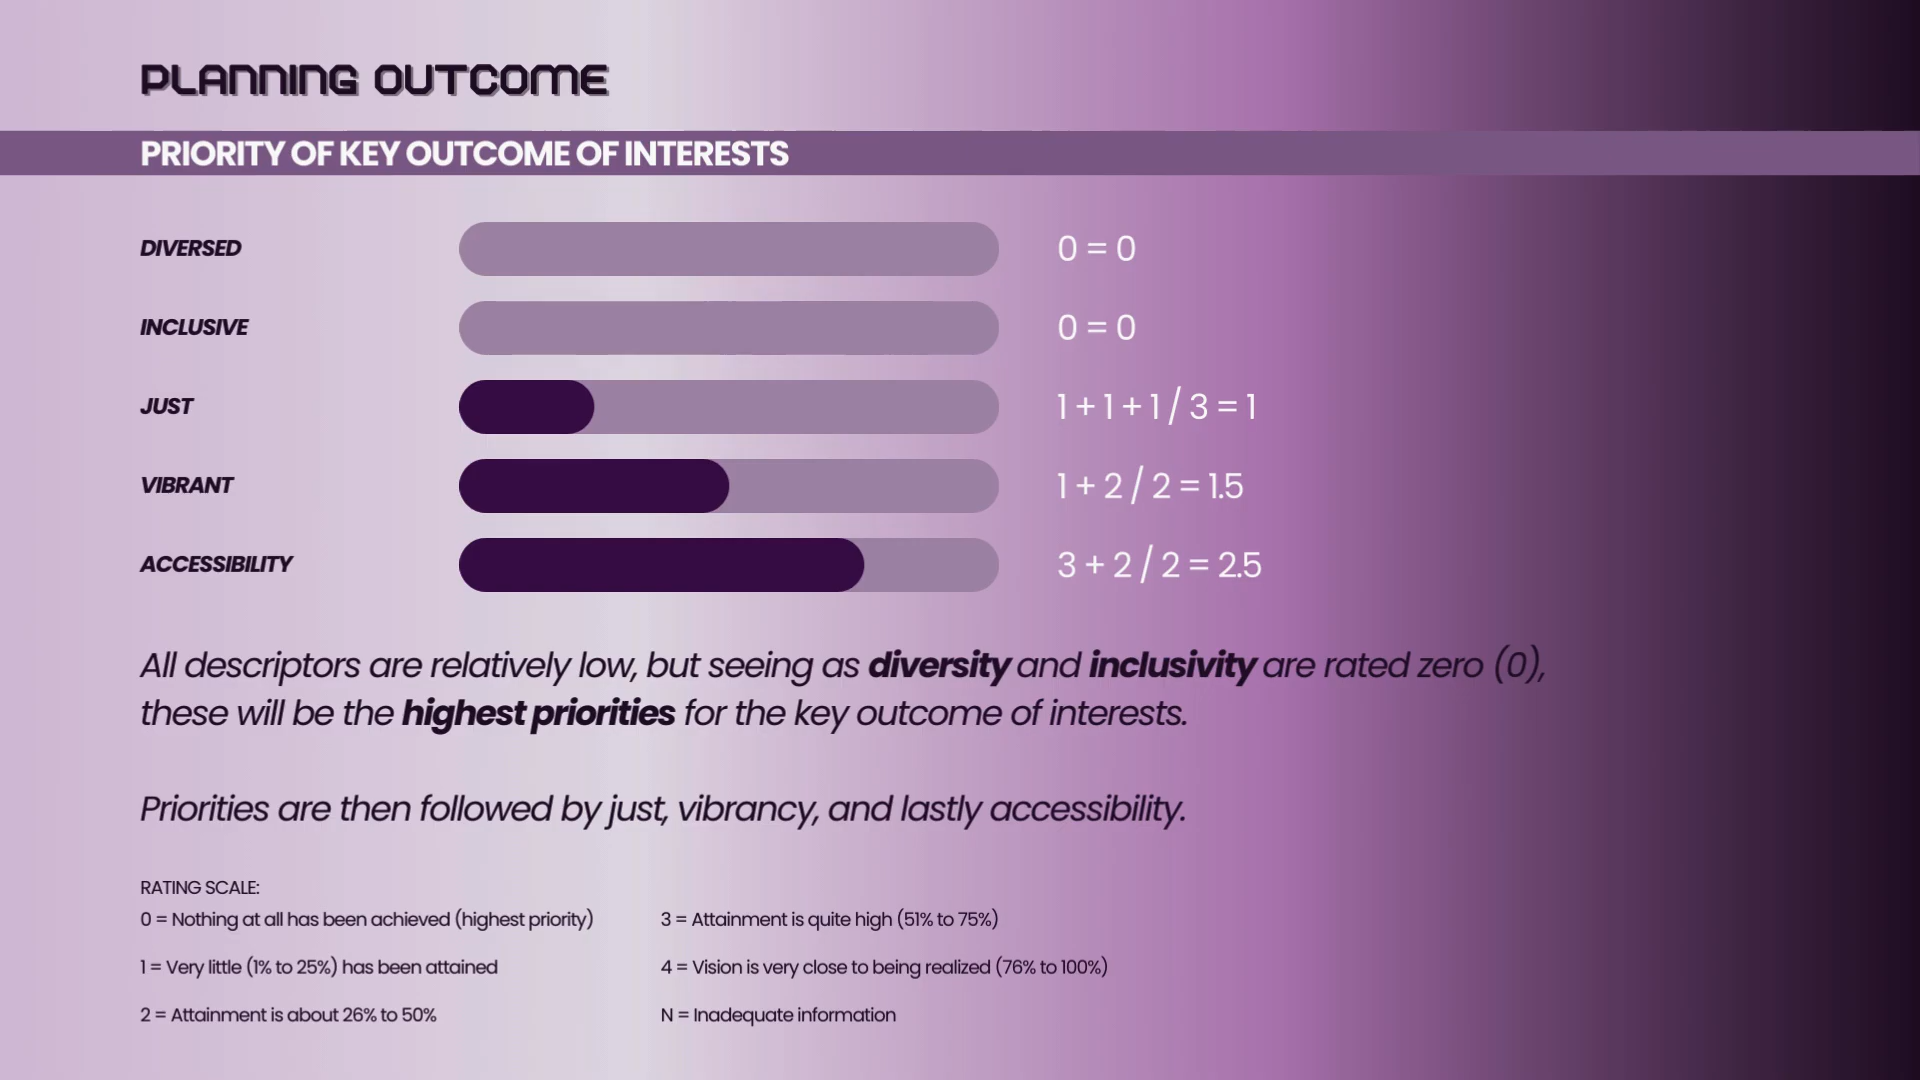 PLANNING OUTCOME
PRIORITY OF KEY OUTCOME OF INTERESTS
DIVERSED
0 = 0
INCLUSIVE
0 = 0
JUST
1 + 1 + 1 / 3 = 1
VIBRANT
1 + 2 / 2 = 1.5
ACCESSIBILITY
3 + 2 / 2 = 2.5
All descriptors are relatively low, but seeing as diversity and inclusivity are rated zero (0),
these will be the highest priorities for the key outcome of interests.
Priorities are then followed by just, vibrancy, and lastly accessibility.
RATING SCALE:
0 = Nothing at all has been achieved (highest priority)
1 = Very little (1% to 25%) has been attained
2 = Attainment is about 26% to 50%
3 = Attainment is quite high (51% to 75%)
4 = Vision is very close to being realized (76% to 100%)
N = Inadequate information